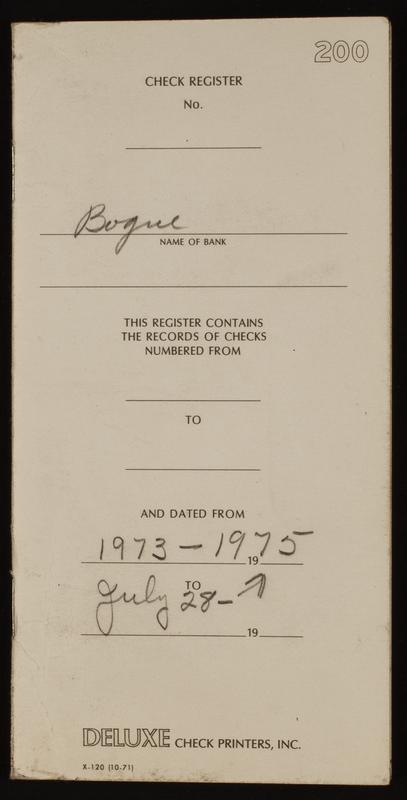 200
CHECK REGISTER
No.
Bogue
NAME OF BANK
THIS REGISTER CONTAINS
THE RECORDS OF CHECKS
NUMBERED FROM
TO
AND DATED FROM
1973 - 1975
19
TO
July 28 - ↑
19
DELUXE CHECK PRINTERS, INC.
X-120 (10-71)